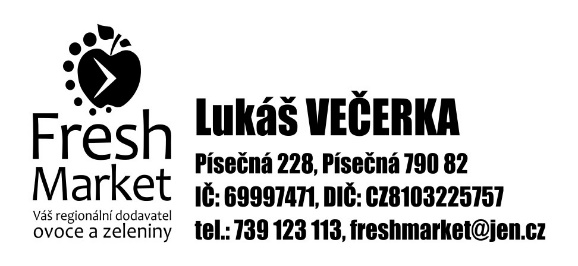 Fresh
Market
Váš regionální dodavatel
ovoce a zeleniny
Lukáš VEČERKA
Písečná 228, Písečná 790 82
IČ: 69997471, DIČ: CZ8103225757
tel.: 739 123 113, freshmarket@jen.cz